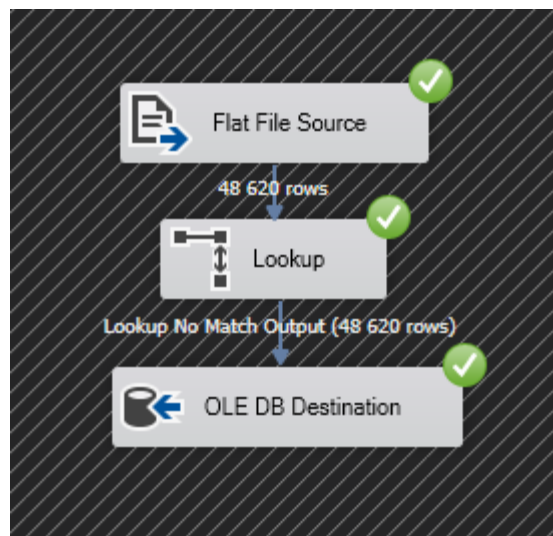 Flat File Source
48 620 rows
Lookup
Lookup No Match Output (48 620 rows)
OLE DB Destination